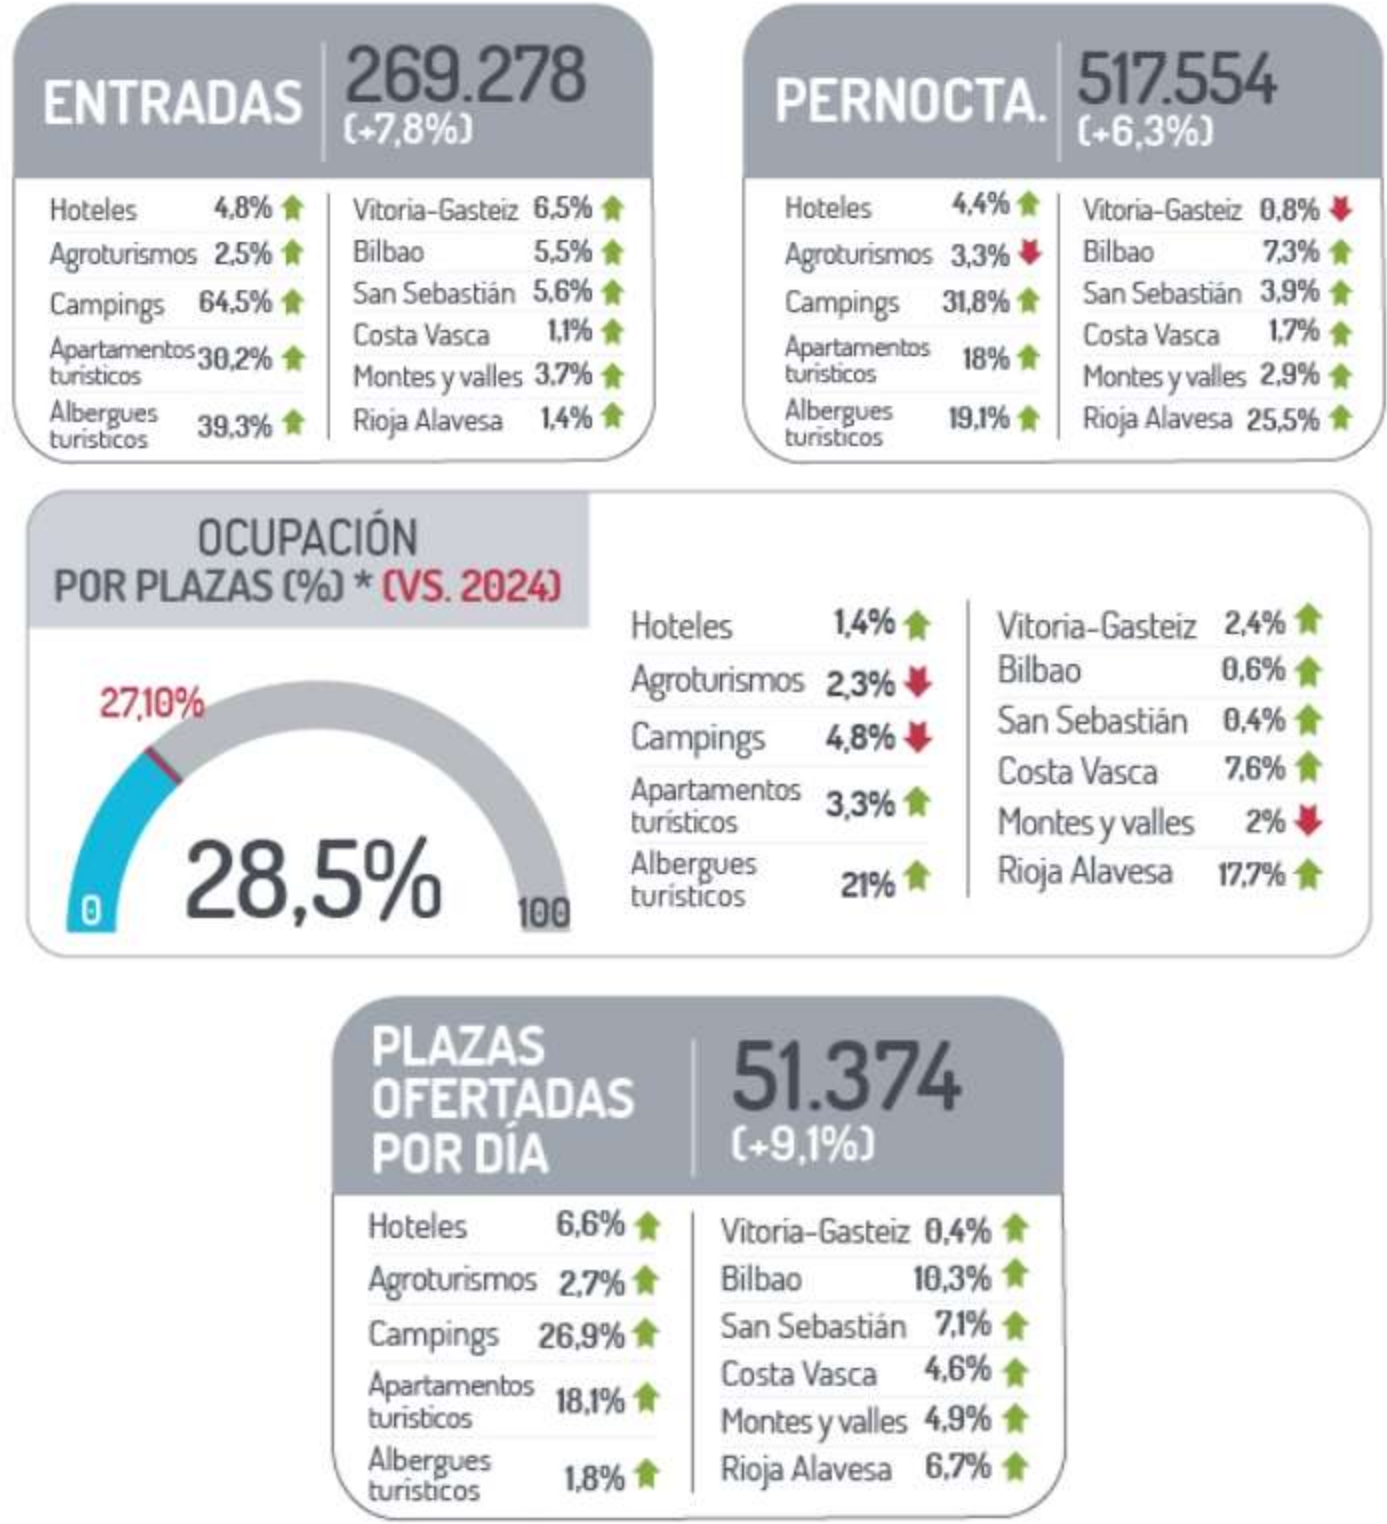 ENTRADAS
269.278
(+7,8%)
Hoteles 4,8%
Agroturismos 2,5%
Campings 64,5%
Apartamentos
turísticos 30,2%
Albergues
turísticos 39,3%
Vitoria-Gasteiz 6,5%
Bilbao 5,5%
San Sebastián 5,6%
Costa Vasca 1,1%
Montes y valles 3,7%
Rioja Alavesa 1,4%
PERNOCTA.
517.554
(+6,3%)
Hoteles 4,4%
Agroturismos 3,3%
Campings 31,8%
Apartamentos
turísticos 18%
Albergues
turísticos 19,1%
Vitoria-Gasteiz 0,8%
Bilbao 7,3%
San Sebastián 3,9%
Costa Vasca 1,7%
Montes y valles 2,9%
Rioja Alavesa 25,5%
OCUPACIÓN
POR PLAZAS (%) * (VS. 2024)
27,10%
28,5%
0
100
Hoteles 1,4%
Agroturismos 2,3%
Campings 4,8%
Apartamentos
turísticos 3,3%
Albergues
turísticos 21%
Vitoria-Gasteiz 2,4%
Bilbao 0,6%
San Sebastián 0,4%
Costa Vasca 7,6%
Montes y valles 2%
Rioja Alavesa 17,7%
PLAZAS
OFERTADAS
POR DÍA
51.374
(+9,1%)
Hoteles 6,6%
Agroturismos 2,7%
Campings 26,9%
Apartamentos
turísticos 18,1%
Albergues
turísticos 1,8%
Vitoria-Gasteiz 0,4%
Bilbao 10,3%
San Sebastián 7,1%
Costa Vasca 4,6%
Montes y valles 4,9%
Rioja Alavesa 6,7%